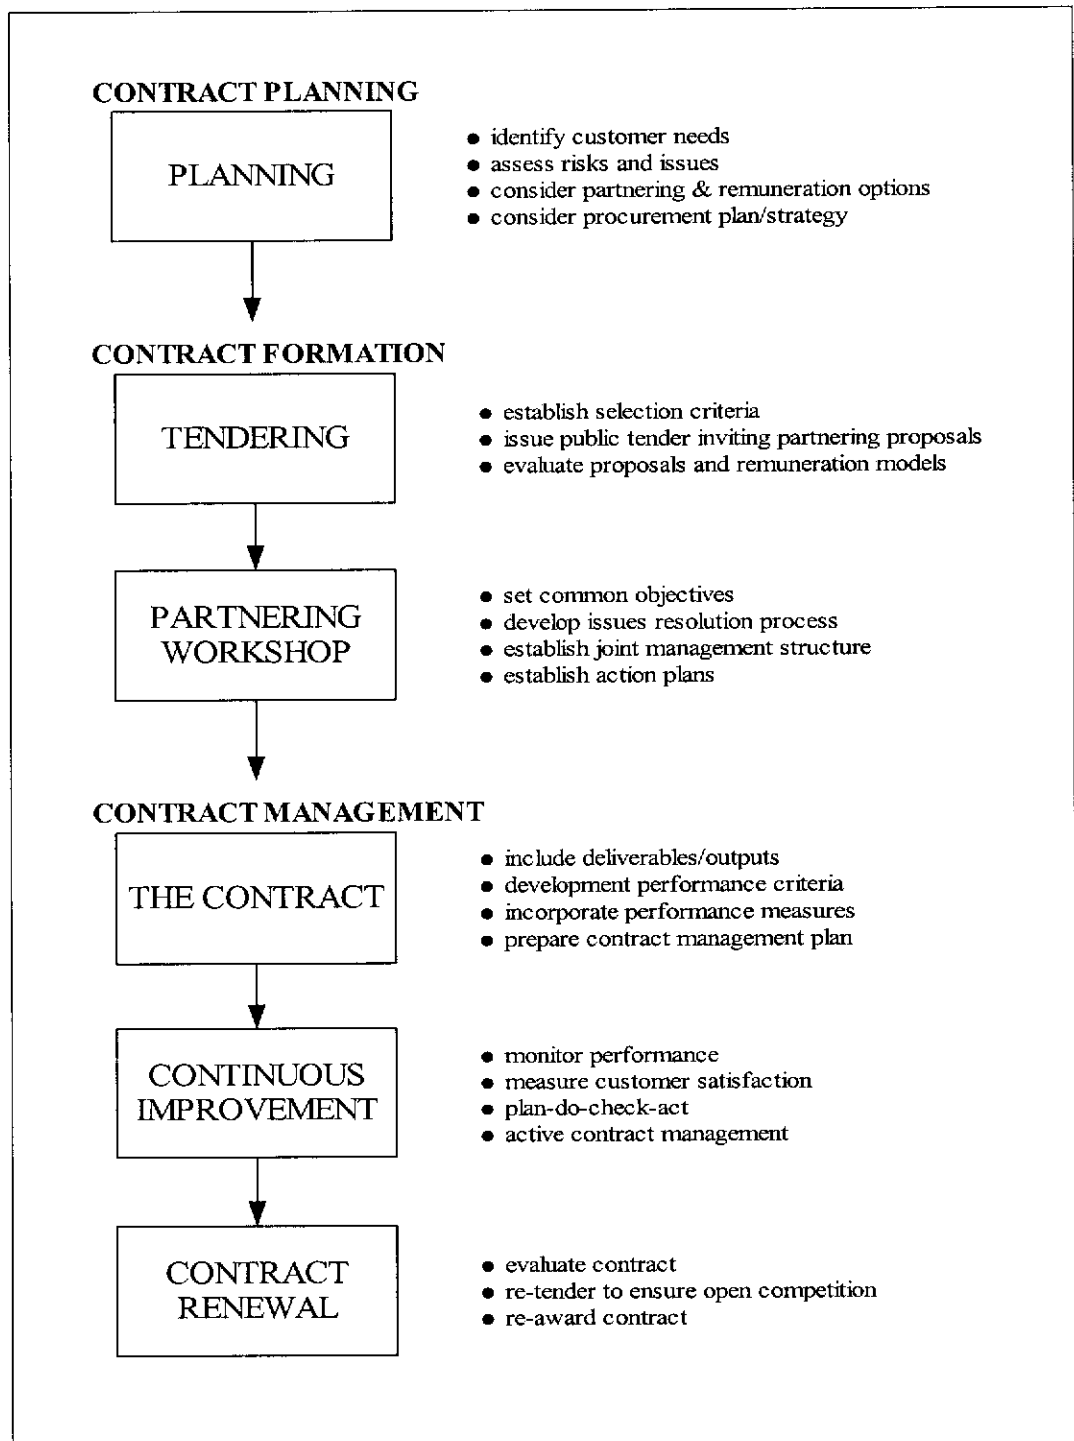 CONTRACT PLANNING
PLANNING
● identify customer needs
● assess risks and issues
● consider partnering & remuneration options
● consider procurement plan/strategy
CONTRACT FORMATION
TENDERING
● establish selection criteria
● issue public tender inviting partnering proposals
● evaluate proposals and remuneration models
PARTNERING
WORKSHOP
● set common objectives
● develop issues resolution process
● establish joint management structure
● establish action plans
CONTRACT MANAGEMENT
THE CONTRACT
● include deliverables/outputs
● development performance criteria
● incorporate performance measures
● prepare contract management plan
CONTINUOUS
IMPROVEMENT
● monitor performance
● measure customer satisfaction
● plan-do-check-act
● active contract management
CONTRACT
RENEWAL
● evaluate contract
● re-tender to ensure open competition
● re-award contract